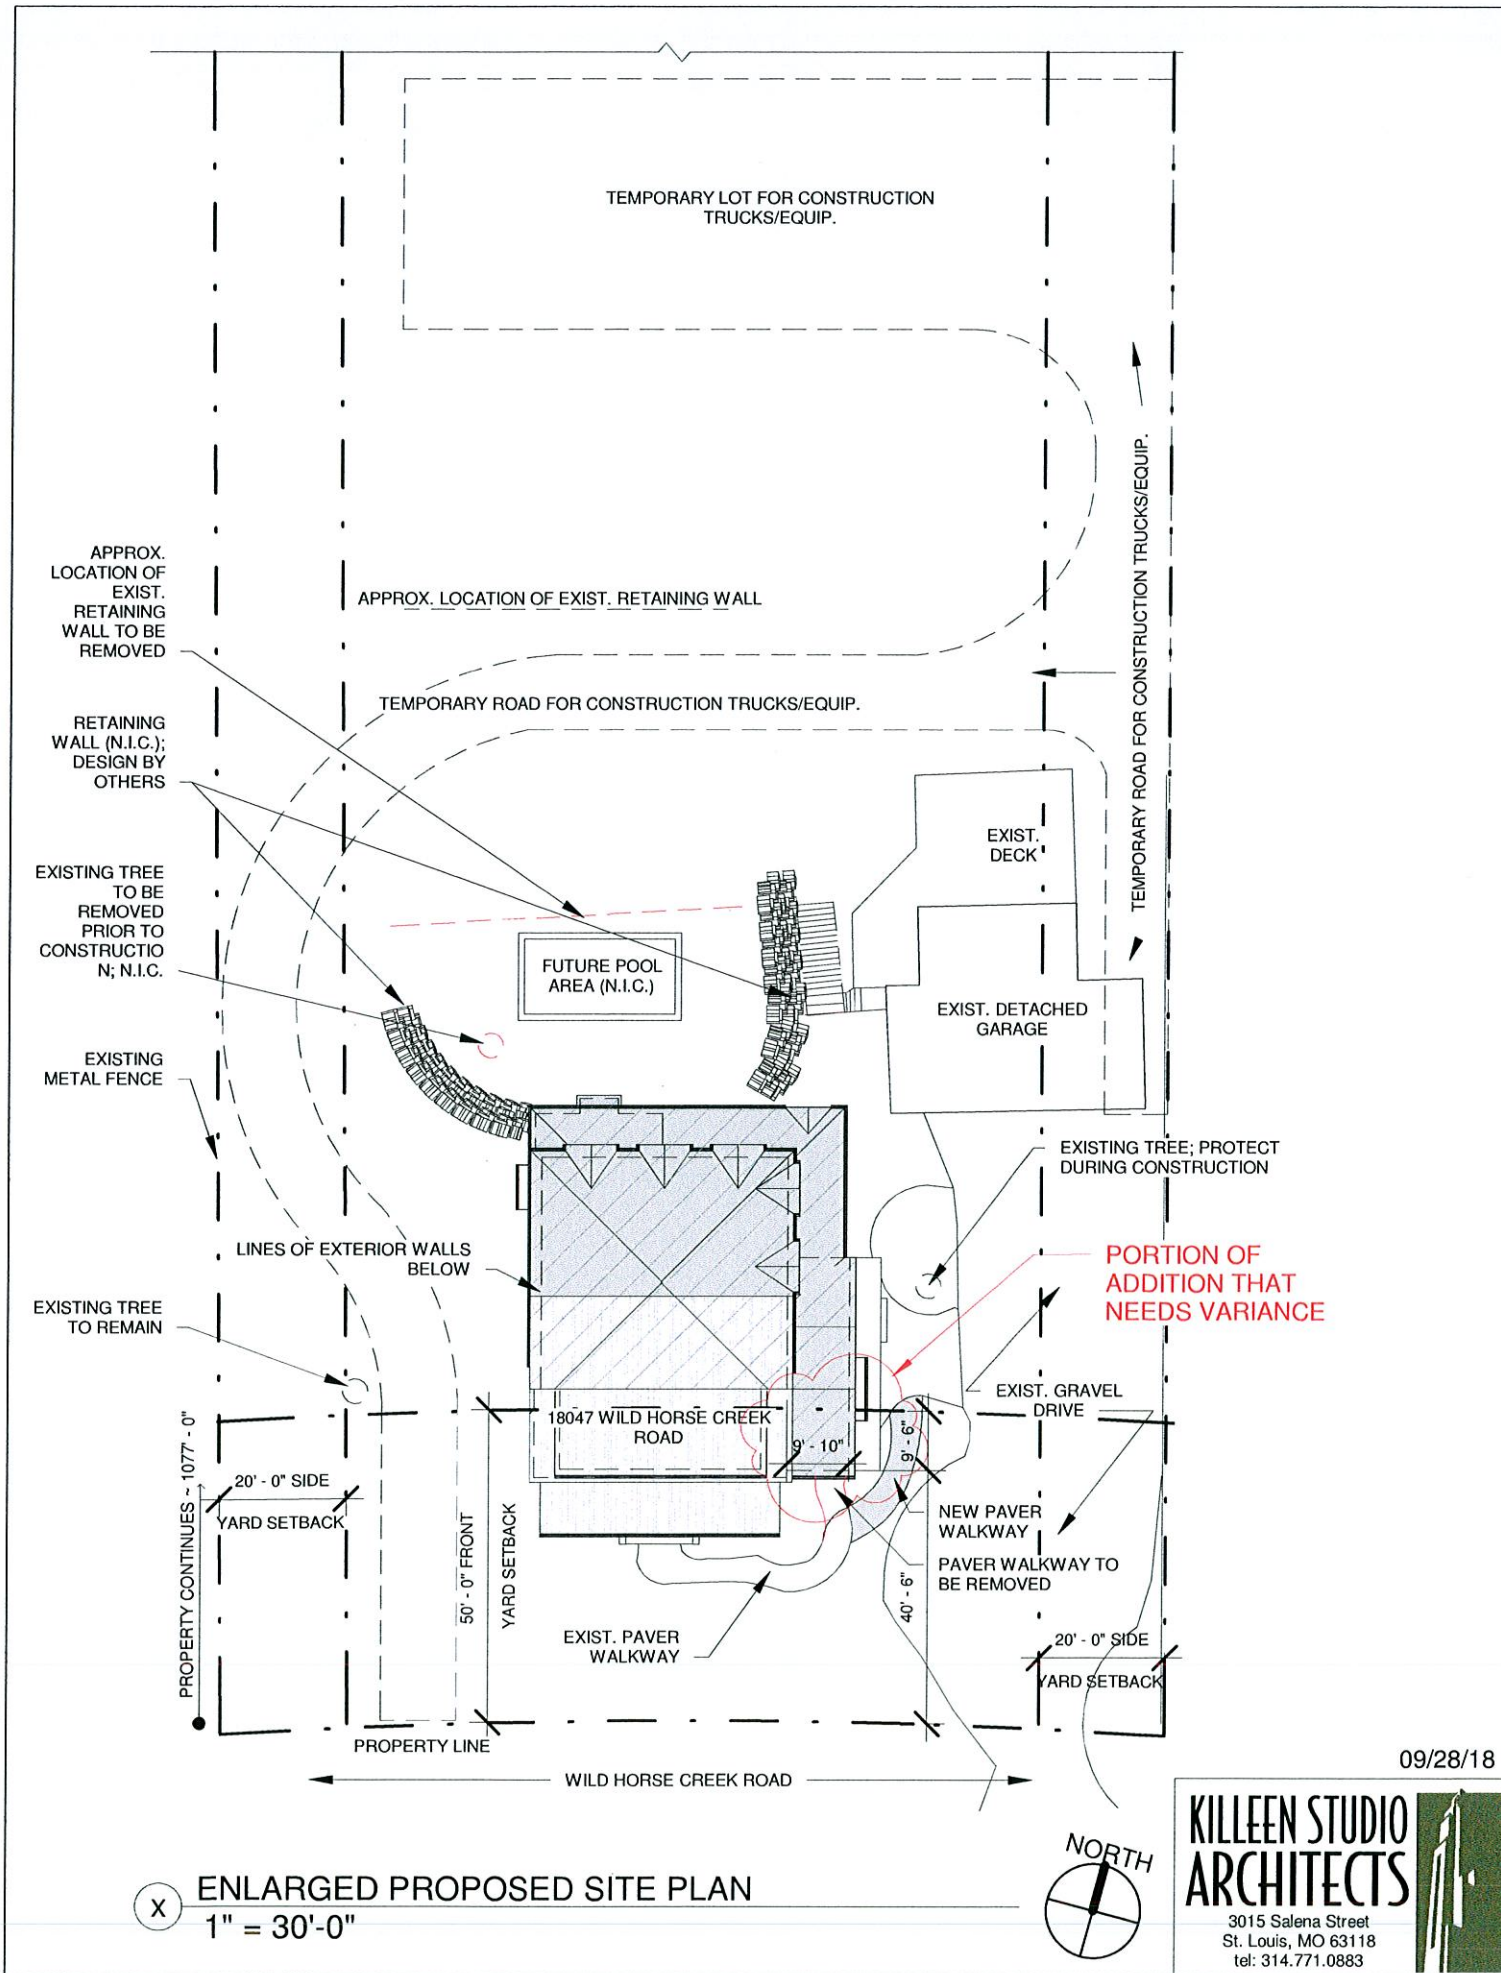 TEMPORARY LOT FOR CONSTRUCTION
TRUCKS/EQUIP.
TEMPORARY ROAD FOR CONSTRUCTION TRUCKS/EQUIP.
APPROX.
LOCATION OF
EXIST.
RETAINING
WALL TO BE
REMOVED
APPROX. LOCATION OF EXIST. RETAINING WALL
TEMPORARY ROAD FOR CONSTRUCTION TRUCKS/EQUIP.
RETAINING
WALL (N.I.C.);
DESIGN BY
OTHERS
EXIST.
DECK
EXISTING TREE
TO BE
REMOVED
PRIOR TO
CONSTRUCTIO
N; N.I.C.
FUTURE POOL
AREA (N.I.C.)
EXIST. DETACHED
GARAGE
EXISTING
METAL FENCE
EXISTING TREE; PROTECT
DURING CONSTRUCTION
LINES OF EXTERIOR WALLS
BELOW
PORTION OF
ADDITION THAT
NEEDS VARIANCE
EXISTING TREE
TO REMAIN
EXIST. GRAVEL
DRIVE
18047 WILD HORSE CREEK
ROAD
9' - 10"
9' - 6"
PROPERTY CONTINUES ~ 1077' - 0"
20' - 0" SIDE
YARD SETBACK
50' - 0" FRONT
YARD SETBACK
NEW PAVER
WALKWAY
PAVER WALKWAY TO
BE REMOVED
40' - 6"
EXIST. PAVER
WALKWAY
20' - 0" SIDE
YARD SETBACK
PROPERTY LINE
WILD HORSE CREEK ROAD
09/28/18
NORTH
X
ENLARGED PROPOSED SITE PLAN
1" = 30'-0"
KILLEEN STUDIO
ARCHITECTS
3015 Salena Street
St. Louis, MO 63118
tel: 314.771.0883